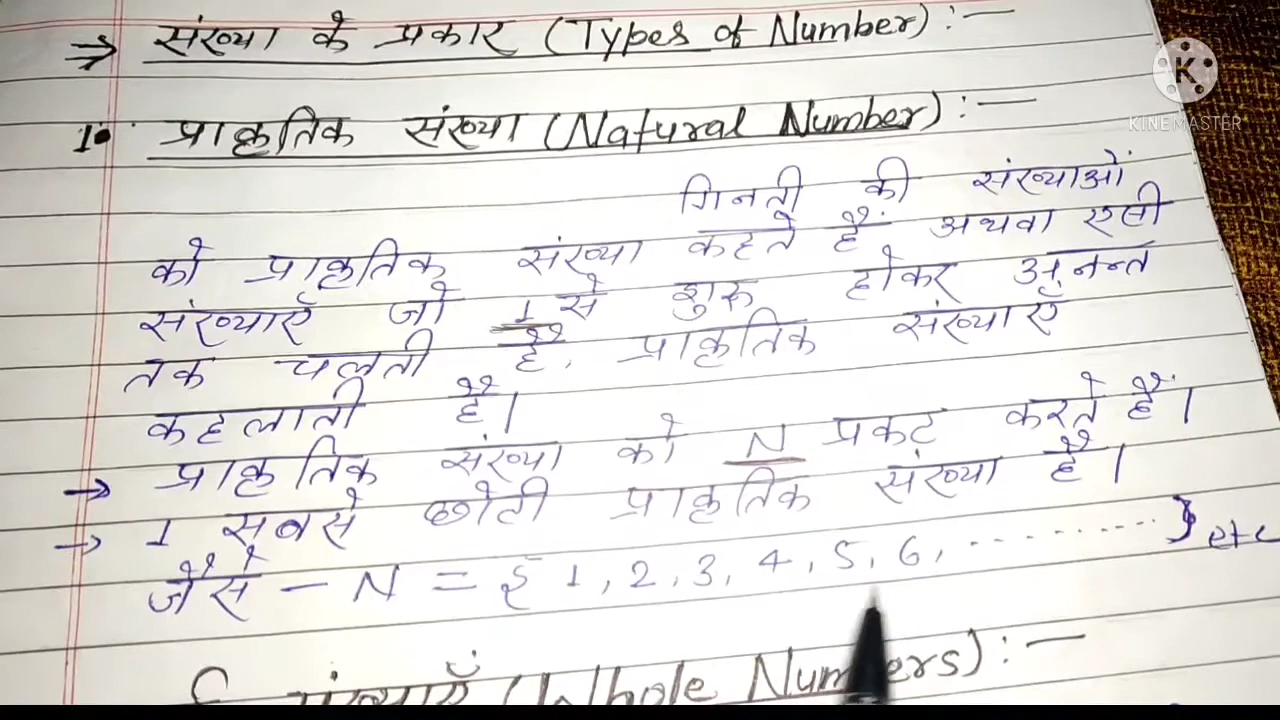 ⇒ संख्या के प्रकार (Types of Number) :—
1• प्राकृतिक संख्या (Natural Number) :—
गिनती की संख्याओं
को प्राकृतिक संख्या कहते हैं अथवा ऐसी
संख्याएँ जो 1 से शुरू होकर अनन्त
तक चलती हैं, प्राकृतिक संख्याएँ
कहलाती हैं।
→ प्राकृतिक संख्या को N प्रकट करते हैं।
→ 1 सबसे छोटी प्राकृतिक संख्या है।
जैसे — N = { 1, 2, 3, 4, 5, 6, ........... } etc
संख्याएँ (Whole Numbers) :—
K
KINEMASTER